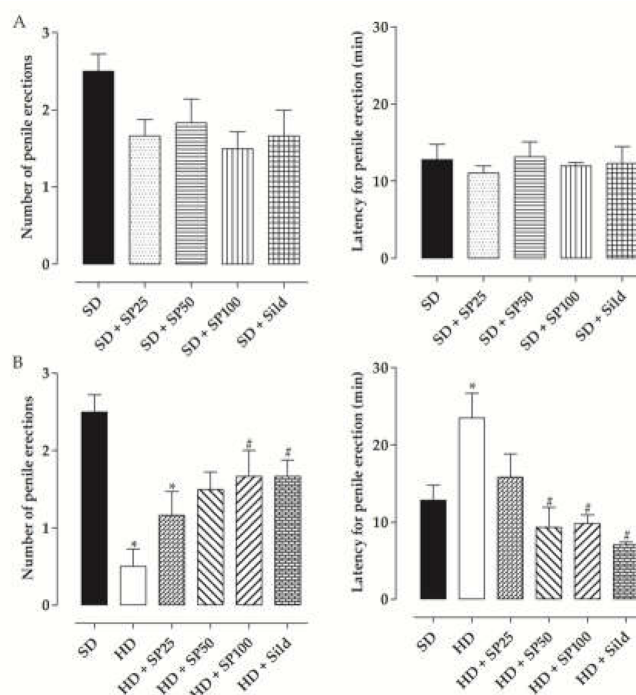 A
Number of penile erections
3
2
1
0
SD
SD + SP25
SD + SP50
SD + SP100
SD + Sild
Latency for penile erection (min)
30
20
10
0
SD
SD + SP25
SD + SP50
SD + SP100
SD + Sild
B
Number of penile erections
3
2
1
0
*
*
#
#
SD
HD
HD + SP25
HD + SP50
HD + SP100
HD + Sild
Latency for penile erection (min)
30
20
10
0
*
#
#
#
SD
HD
HD + SP25
HD + SP50
HD + SP100
HD + Sild